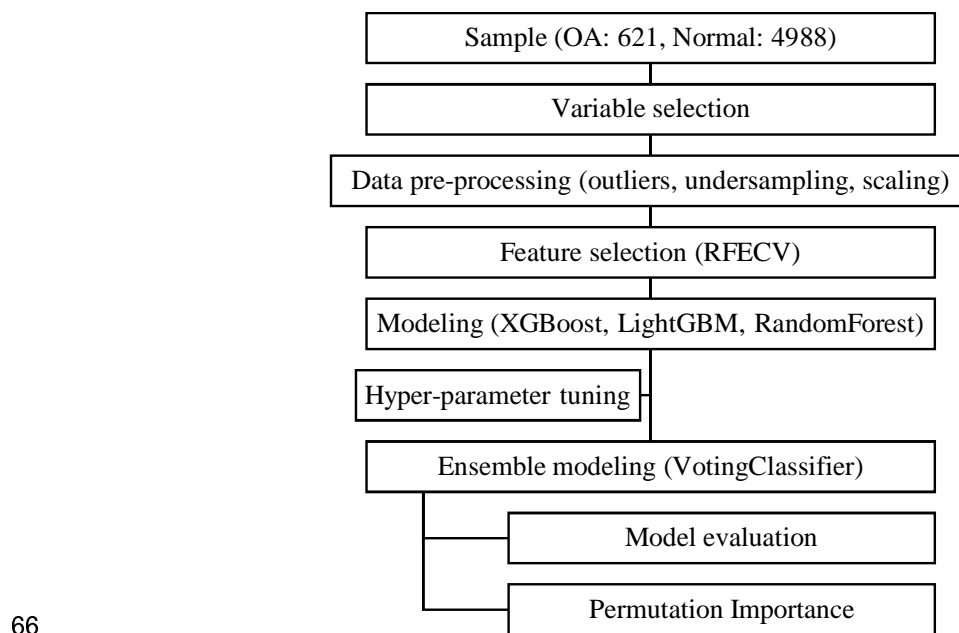 Sample (OA: 621, Normal: 4988)
Variable selection
Data pre-processing (outliers, undersampling, scaling)
Feature selection (RFECV)
Modeling (XGBoost, LightGBM, RandomForest)
Hyper-parameter tuning
Ensemble modeling (VotingClassifier)
Model evaluation
Permutation Importance
66